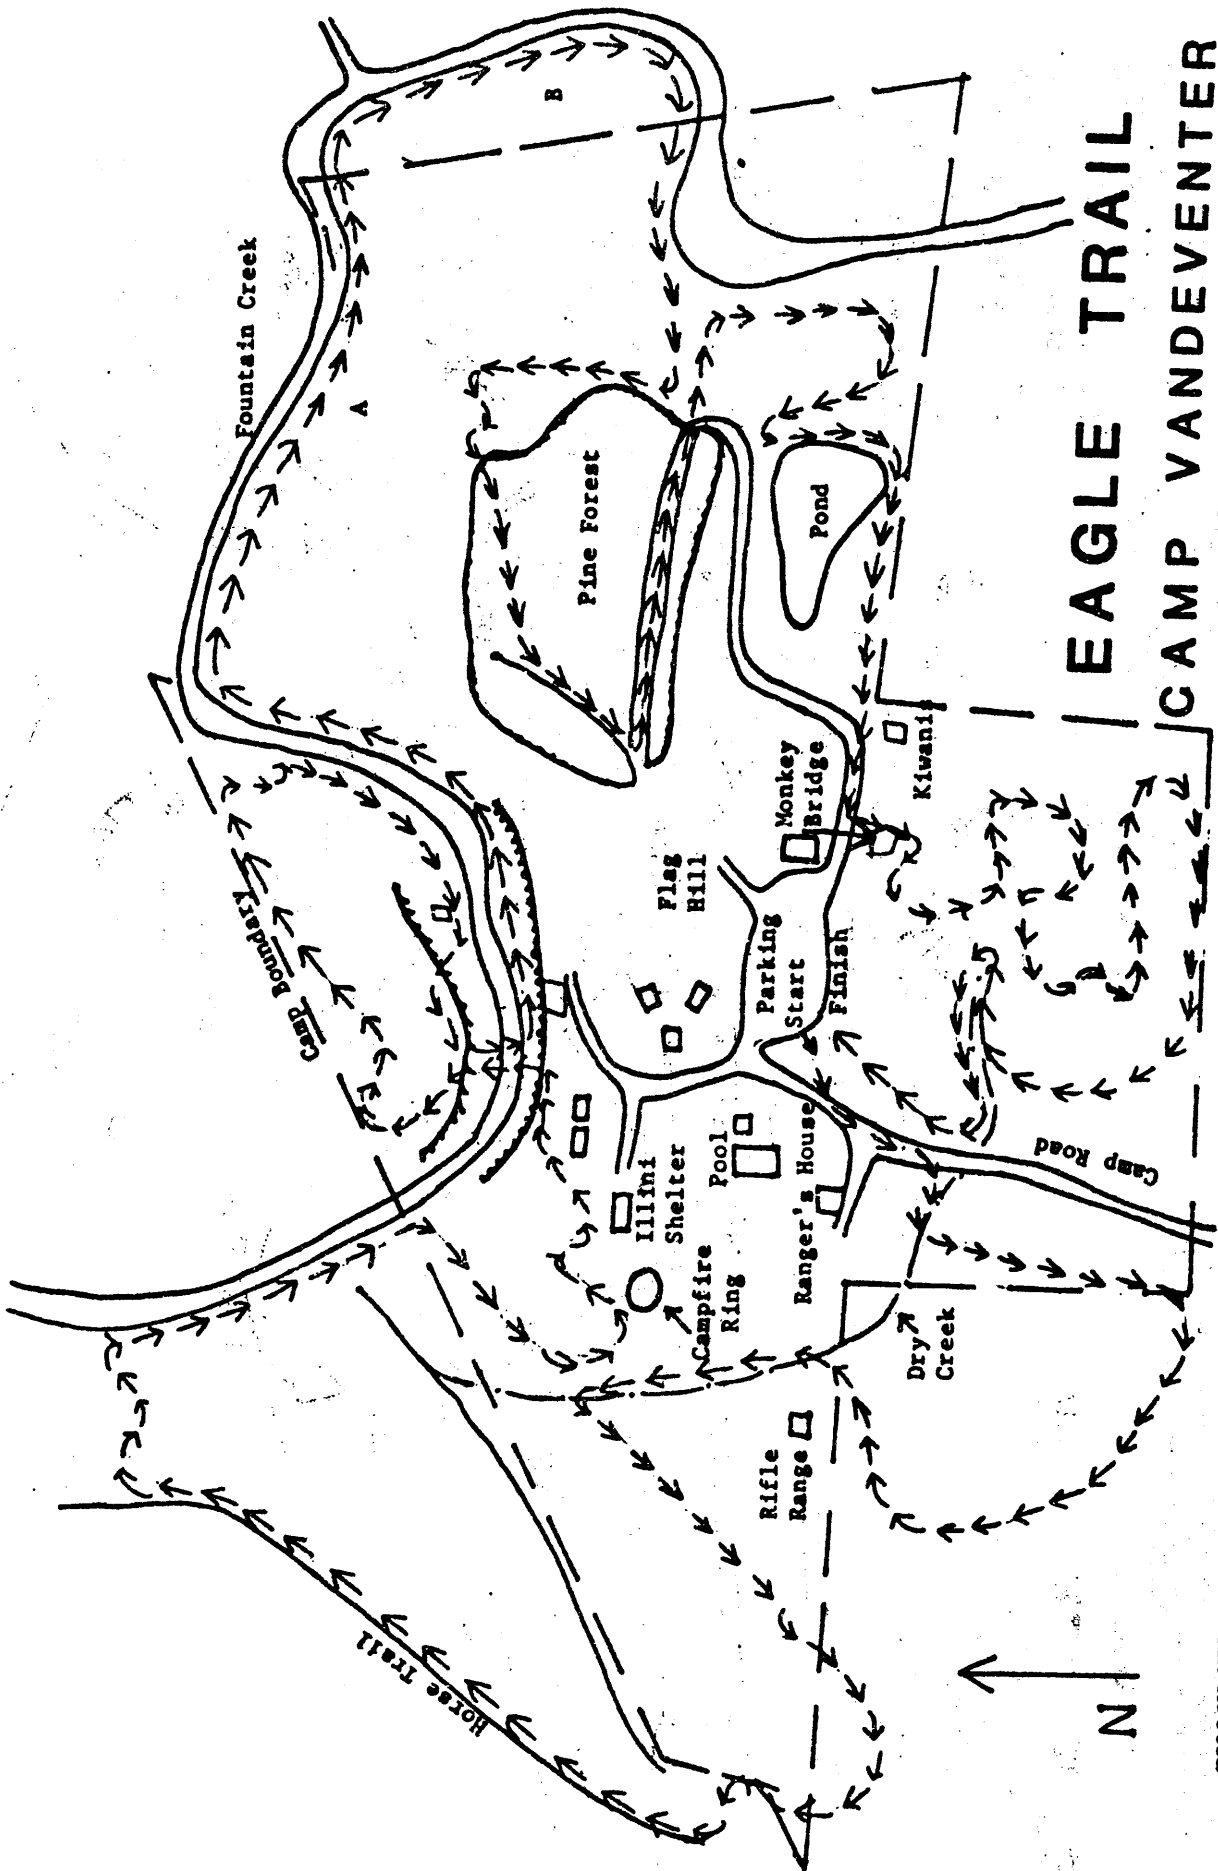 EAGLE TRAIL
CAMP VANDEVENTER
Fountain Creek
A
B
Camp Boundary
Pine Forest
Pond
Monkey
Bridge
Kiwanis
Flag
Hill
Parking
Start
Finish
Illini
Shelter
Pool
Ranger's House
Campfire
Ring
Camp Road
Dry
Creek
Rifle
Range
Horse Trail
N